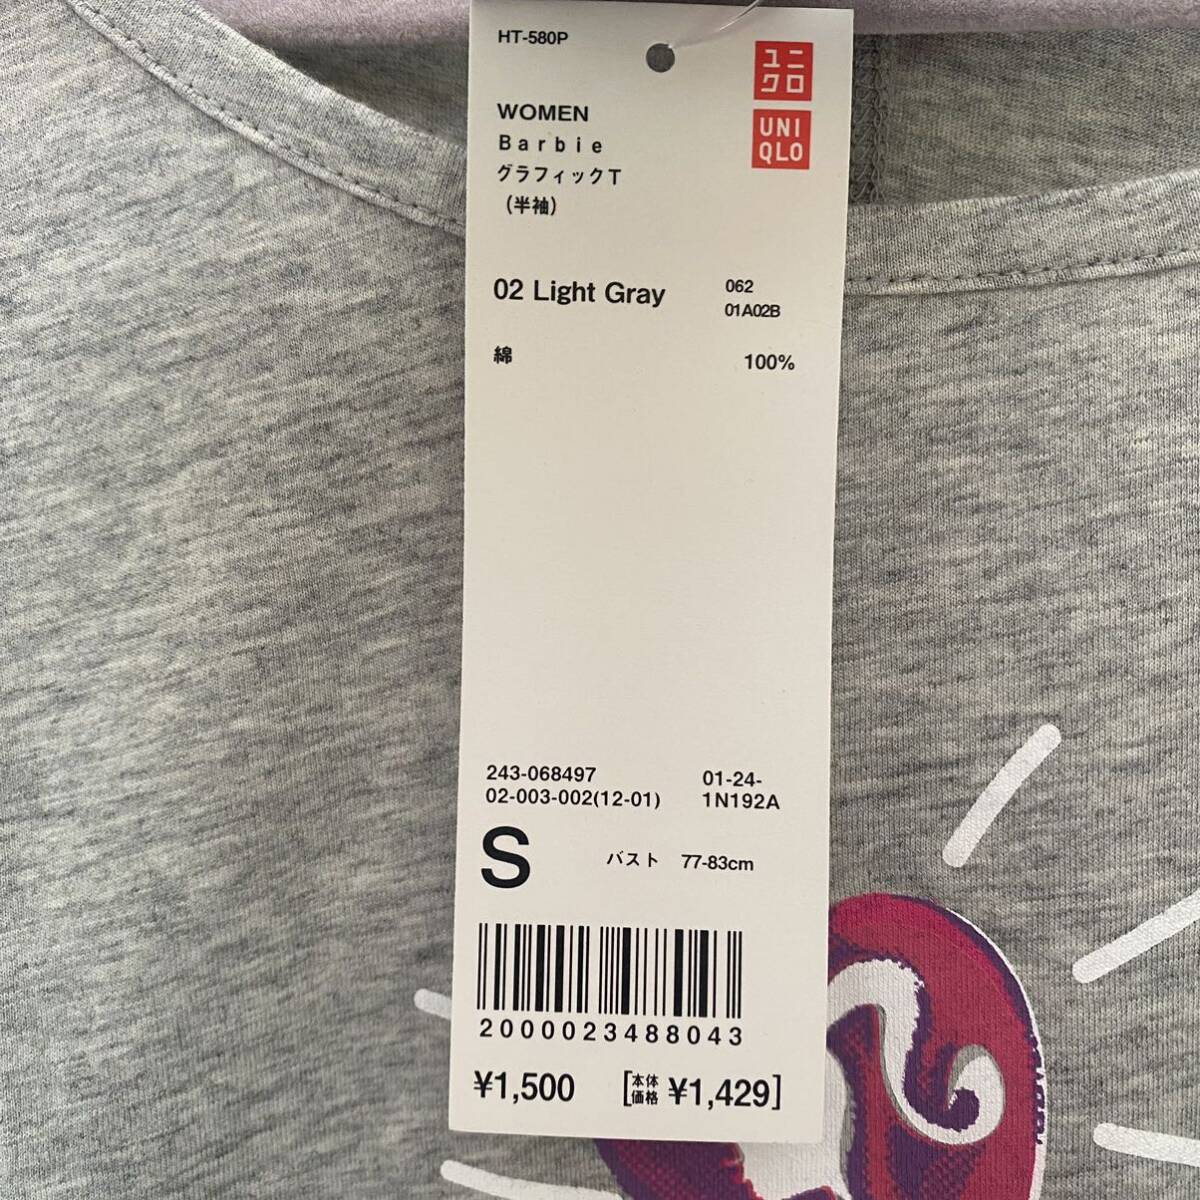 HT-580P
ユニ
クロ
UNI
QLO
WOMEN
Barbie
グラフィックT
（半袖）
02 Light Gray
062
01A02B
綿 100%
243-068497
02-003-002(12-01)
01-24-
1N192A
S バスト 77-83cm
2000023488043
¥1,500 [本体価格 ¥1,429]